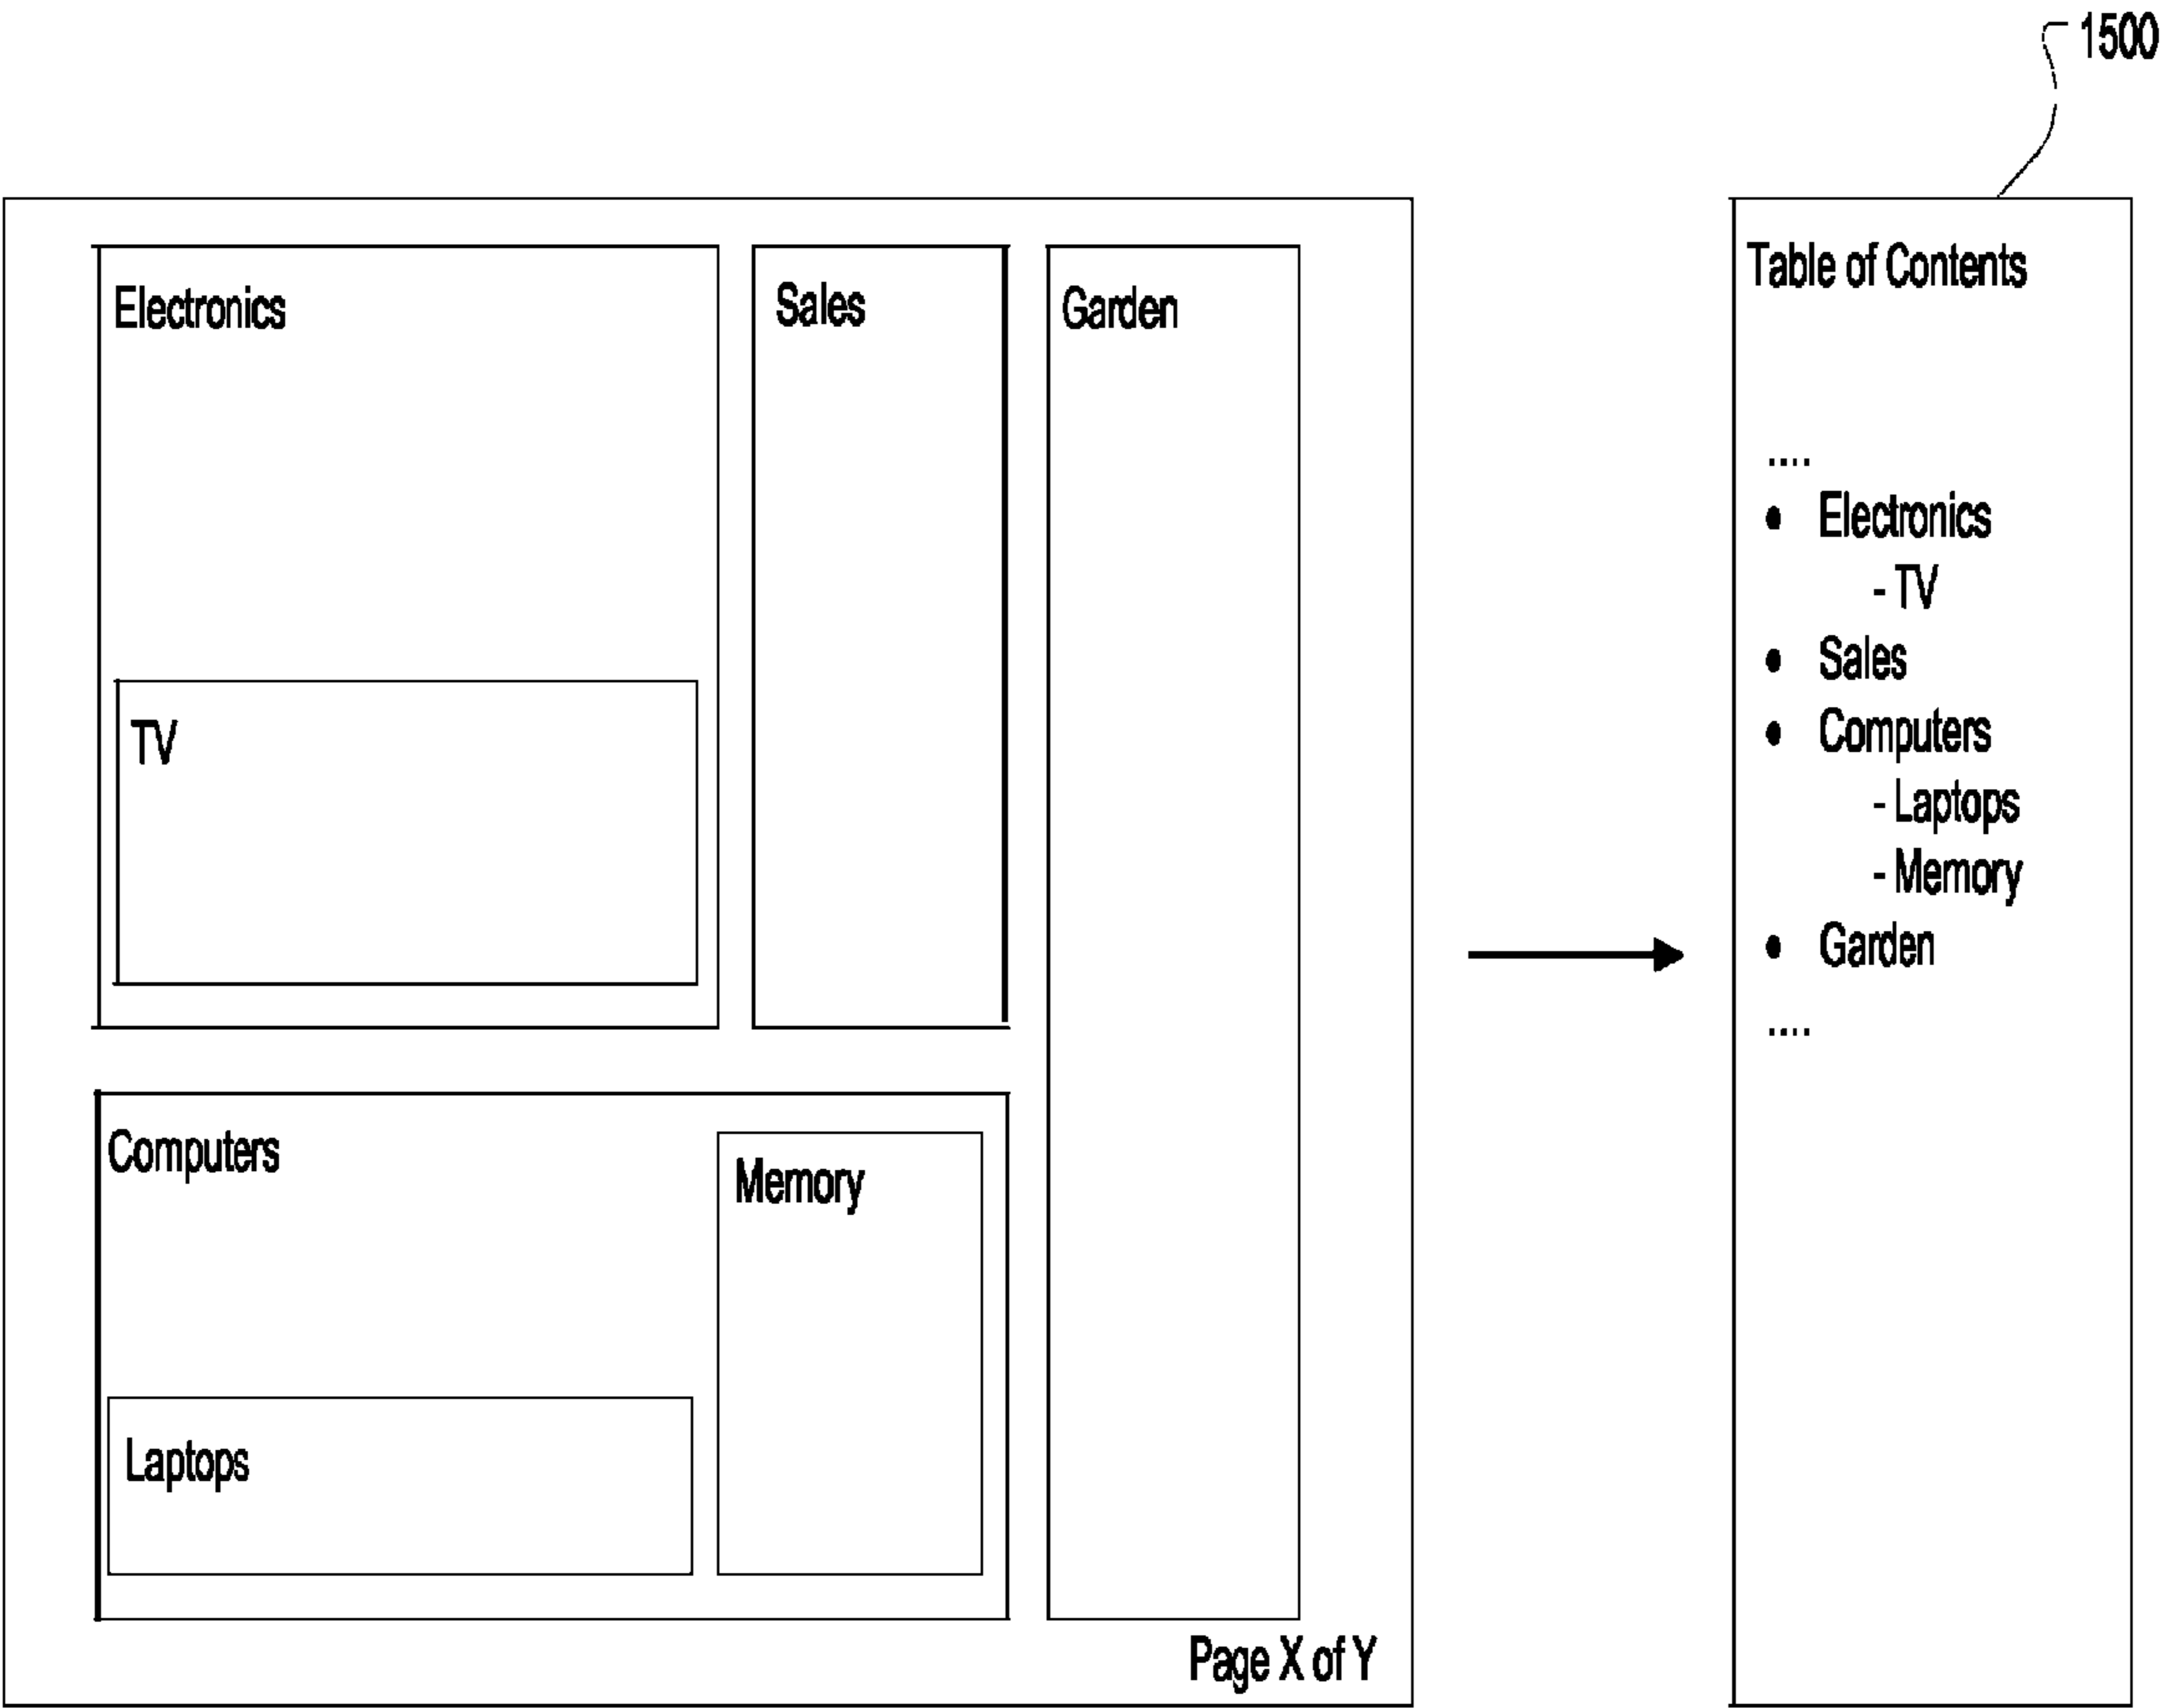 1500
Electronics
TV
Sales
Garden
Computers
Memory
Laptops
Page X of Y
Table of Contents
....
● Electronics
- TV
● Sales
● Computers
- Laptops
- Memory
● Garden
....